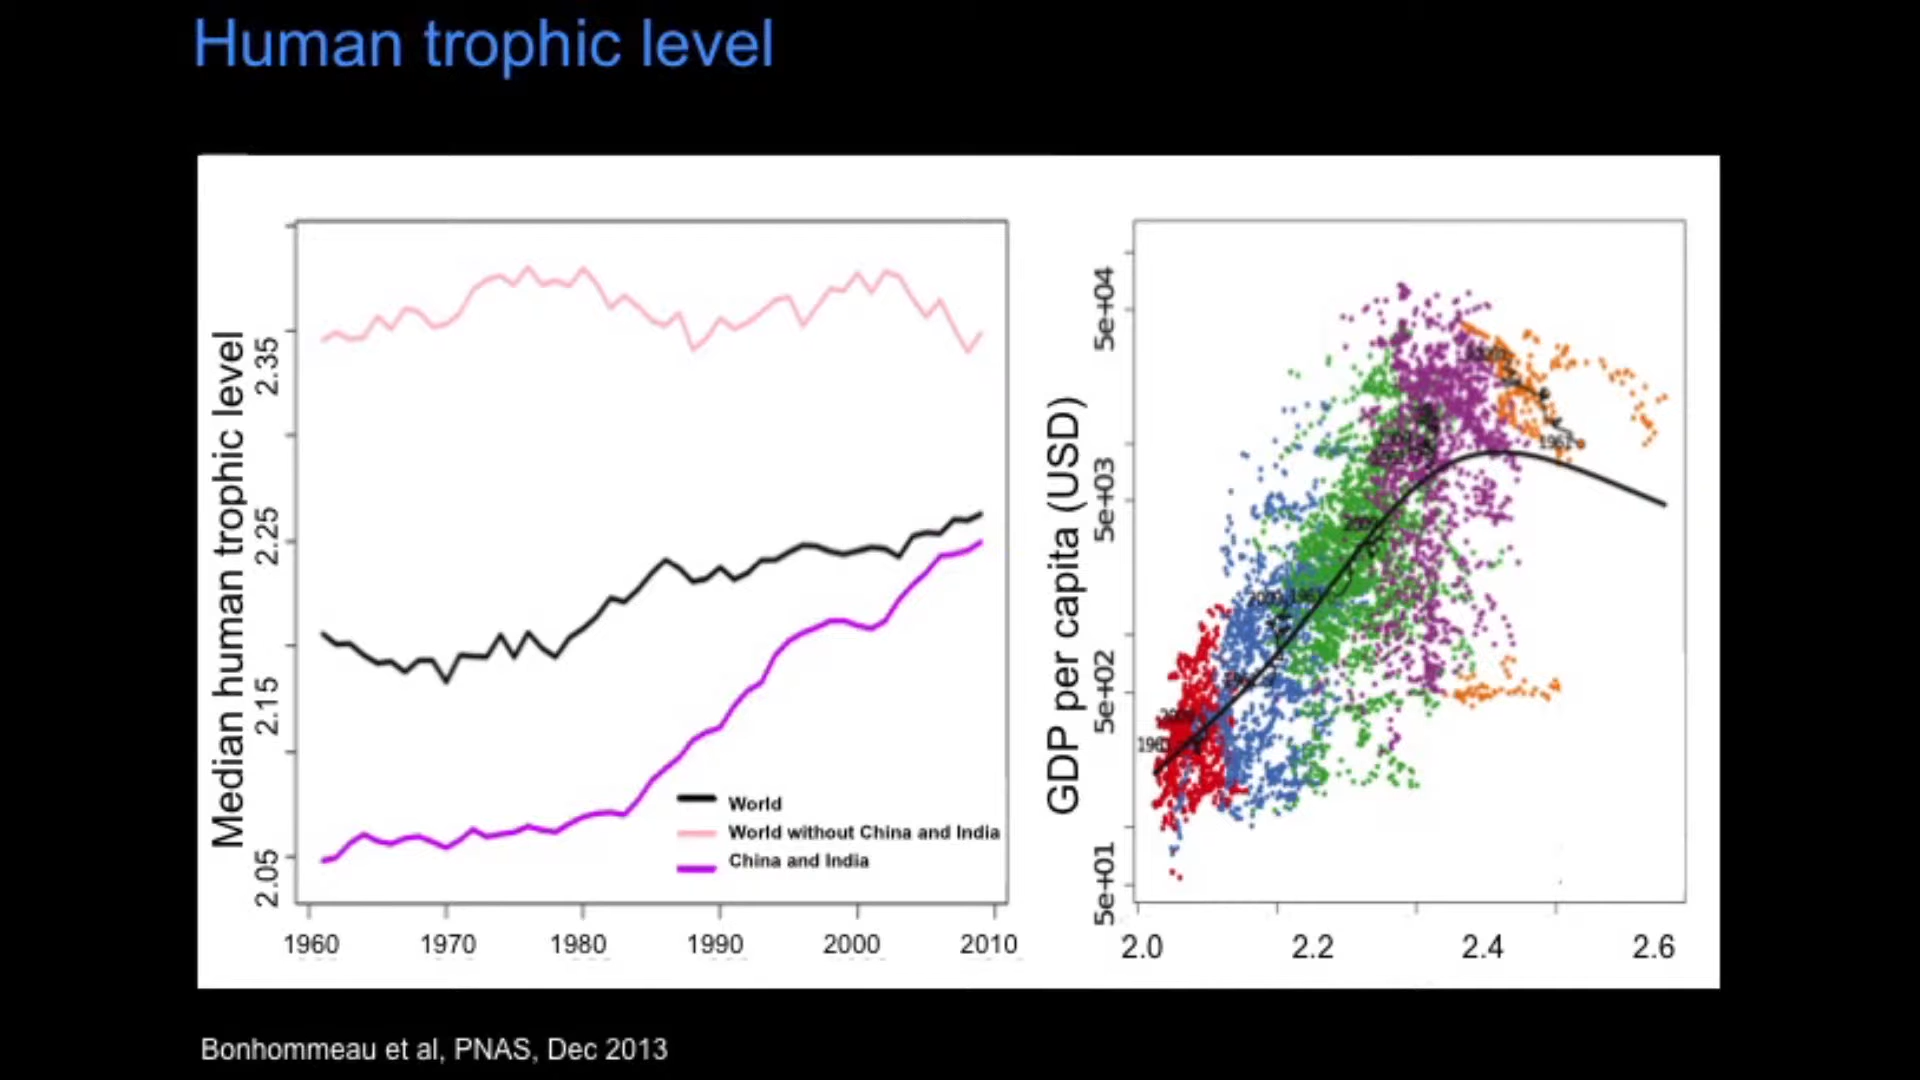 Human trophic level
Median human trophic level
2.35
2.25
2.15
2.05
World
World without China and India
China and India
1960 1970 1980 1990 2000 2010
GDP per capita (USD)
5e+04
5e+03
5e+02
5e+01
1961
2.0 2.2 2.4 2.6
Bonhommeau et al, PNAS, Dec 2013